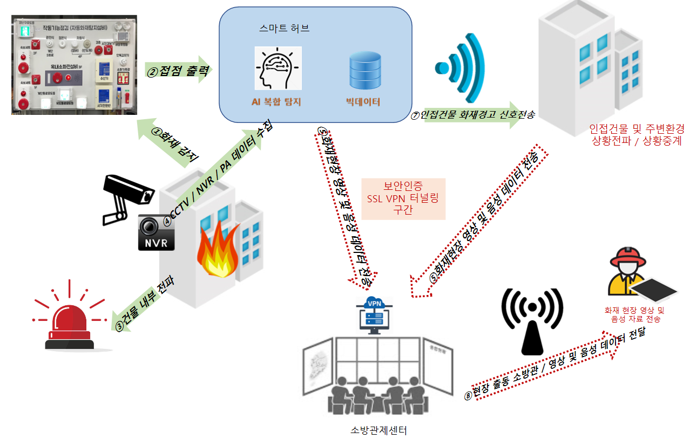 스마트 허브
AI 복합 탐지
빅데이터
②접점 출력
⑦인접건물 화재경고 신호전송
인접건물 및 주변환경
상황전파 / 상황중계
①화재 감지
④CCTV / NVR / PA 데이터 수집
NVR
③건물 내부 전파
보안인증
SSL VPN 터널링
구간
⑥화재현장 영상 및 음성 데이터 전송
⑤화재현장 영상 및 음성 데이터 전송
VPN
화재 현장 영상 및
음성 자료 전송
⑧현장 출동 소방관 / 영상 및 음성 데이터 전달
소방관제센터